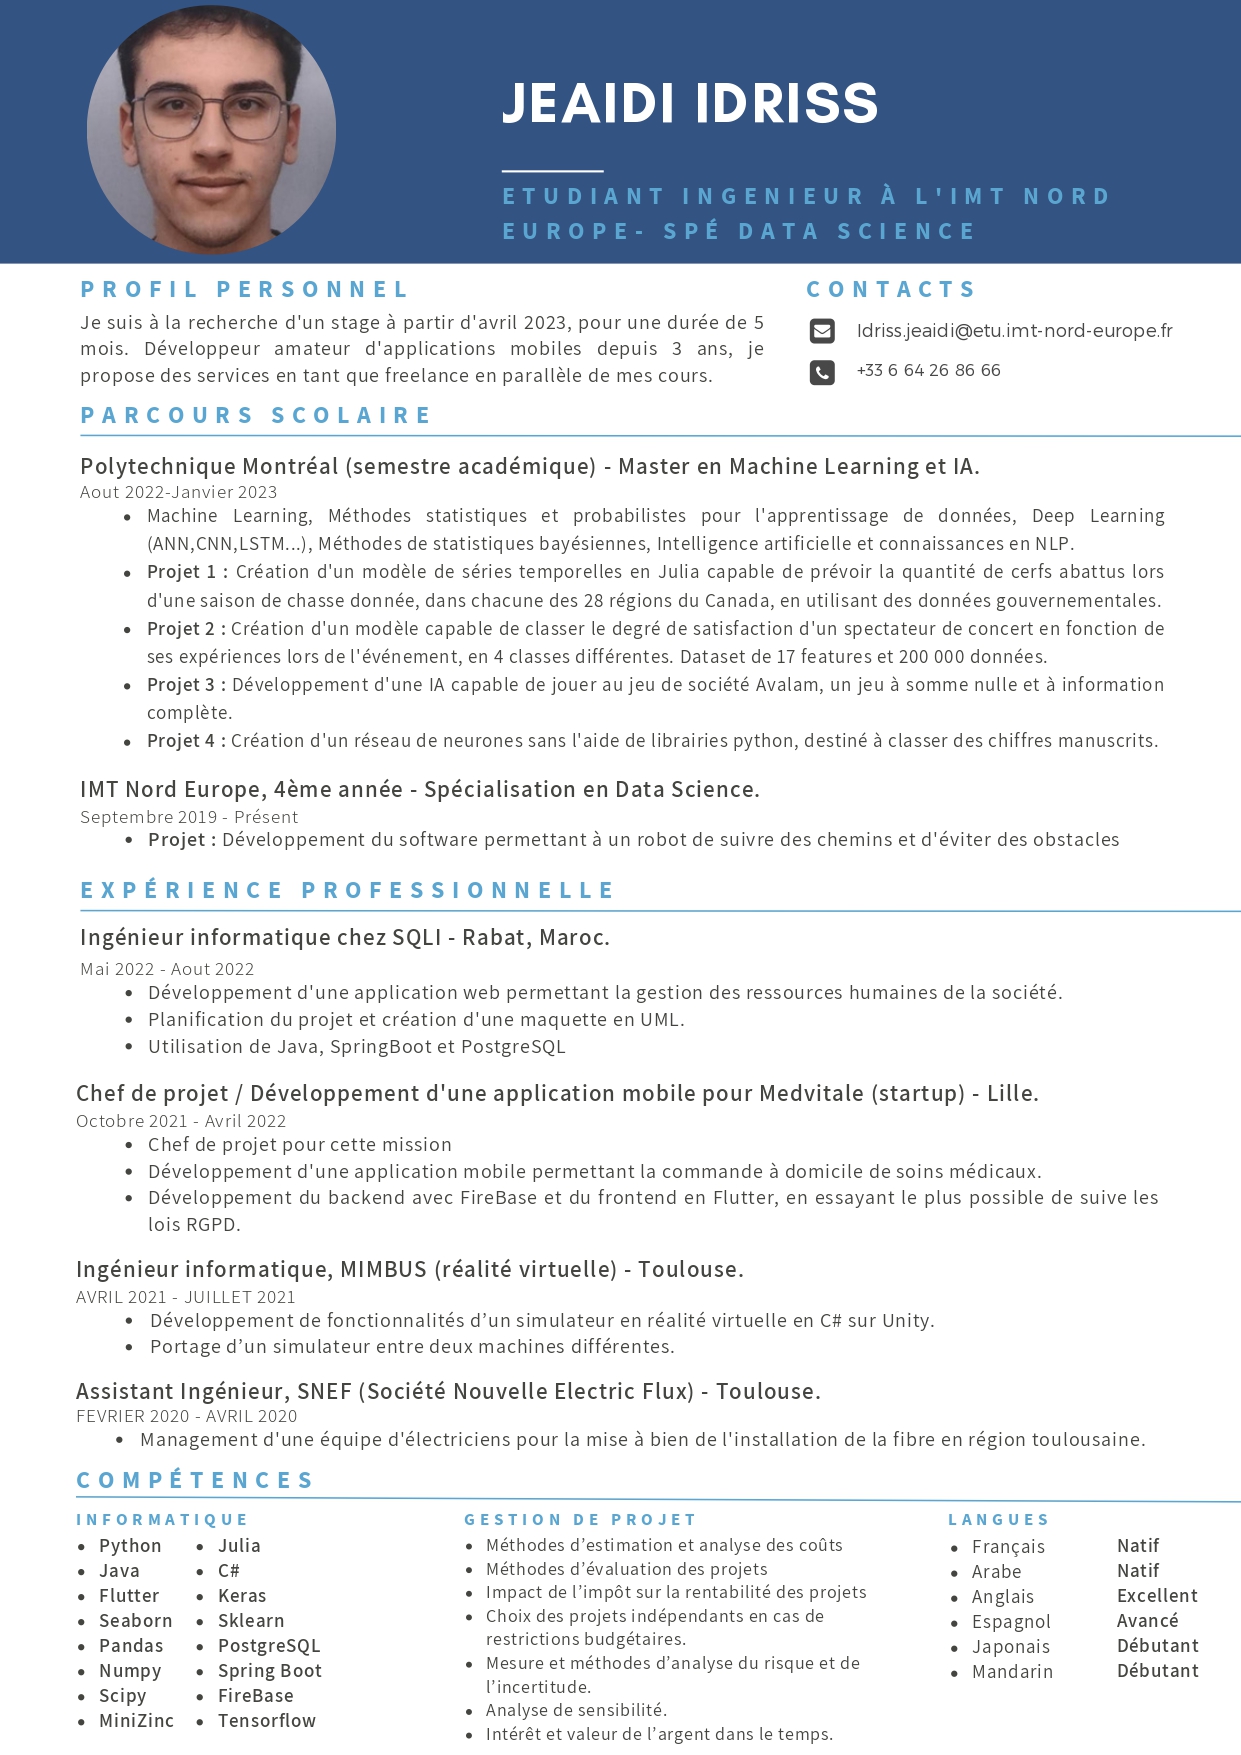 JEAIDI IDRISS
ETUDIANT INGENIEUR À L'IMT NORD
EUROPE- SPÉ DATA SCIENCE
PROFIL PERSONNEL
Je suis à la recherche d'un stage à partir d'avril 2023, pour une durée de 5
mois. Développeur amateur d'applications mobiles depuis 3 ans, je
propose des services en tant que freelance en parallèle de mes cours.
CONTACTS
Idriss.jeaidi@etu.imt-nord-europe.fr
+33 6 64 26 86 66
PARCOURS SCOLAIRE
Polytechnique Montréal (semestre académique) - Master en Machine Learning et IA.
Aout 2022-Janvier 2023
• Machine Learning, Méthodes statistiques et probabilistes pour l'apprentissage de données, Deep Learning
(ANN,CNN,LSTM...), Méthodes de statistiques bayésiennes, Intelligence artificielle et connaissances en NLP.
• Projet 1 : Création d'un modèle de séries temporelles en Julia capable de prévoir la quantité de cerfs abattus lors
d'une saison de chasse donnée, dans chacune des 28 régions du Canada, en utilisant des données gouvernementales.
• Projet 2 : Création d'un modèle capable de classer le degré de satisfaction d'un spectateur de concert en fonction de
ses expériences lors de l'événement, en 4 classes différentes. Dataset de 17 features et 200 000 données.
• Projet 3 : Développement d'une IA capable de jouer au jeu de société Avalam, un jeu à somme nulle et à information
complète.
• Projet 4 : Création d'un réseau de neurones sans l'aide de librairies python, destiné à classer des chiffres manuscrits.
IMT Nord Europe, 4ème année - Spécialisation en Data Science.
Septembre 2019 - Présent
• Projet : Développement du software permettant à un robot de suivre des chemins et d'éviter des obstacles
EXPÉRIENCE PROFESSIONNELLE
Ingénieur informatique chez SQLI - Rabat, Maroc.
Mai 2022 - Aout 2022
• Développement d'une application web permettant la gestion des ressources humaines de la société.
• Planification du projet et création d'une maquette en UML.
• Utilisation de Java, SpringBoot et PostgreSQL
Chef de projet / Développement d'une application mobile pour Medvitale (startup) - Lille.
Octobre 2021 - Avril 2022
• Chef de projet pour cette mission
• Développement d'une application mobile permettant la commande à domicile de soins médicaux.
• Développement du backend avec FireBase et du frontend en Flutter, en essayant le plus possible de suive les
lois RGPD.
Ingénieur informatique, MIMBUS (réalité virtuelle) - Toulouse.
AVRIL 2021 - JUILLET 2021
• Développement de fonctionnalités d’un simulateur en réalité virtuelle en C# sur Unity.
• Portage d’un simulateur entre deux machines différentes.
Assistant Ingénieur, SNEF (Société Nouvelle Electric Flux) - Toulouse.
FEVRIER 2020 - AVRIL 2020
• Management d'une équipe d'électriciens pour la mise à bien de l'installation de la fibre en région toulousaine.
COMPÉTENCES
INFORMATIQUE
• Python
• Java
• Flutter
• Seaborn
• Pandas
• Numpy
• Scipy
• MiniZinc
• Julia
• C#
• Keras
• Sklearn
• PostgreSQL
• Spring Boot
• FireBase
• Tensorflow
GESTION DE PROJET
• Méthodes d’estimation et analyse des coûts
• Méthodes d’évaluation des projets
• Impact de l’impôt sur la rentabilité des projets
• Choix des projets indépendants en cas de
restrictions budgétaires.
• Mesure et méthodes d’analyse du risque et de
l’incertitude.
• Analyse de sensibilité.
• Intérêt et valeur de l’argent dans le temps.
LANGUES
• Français Natif
• Arabe Natif
• Anglais Excellent
• Espagnol Avancé
• Japonais Débutant
• Mandarin Débutant